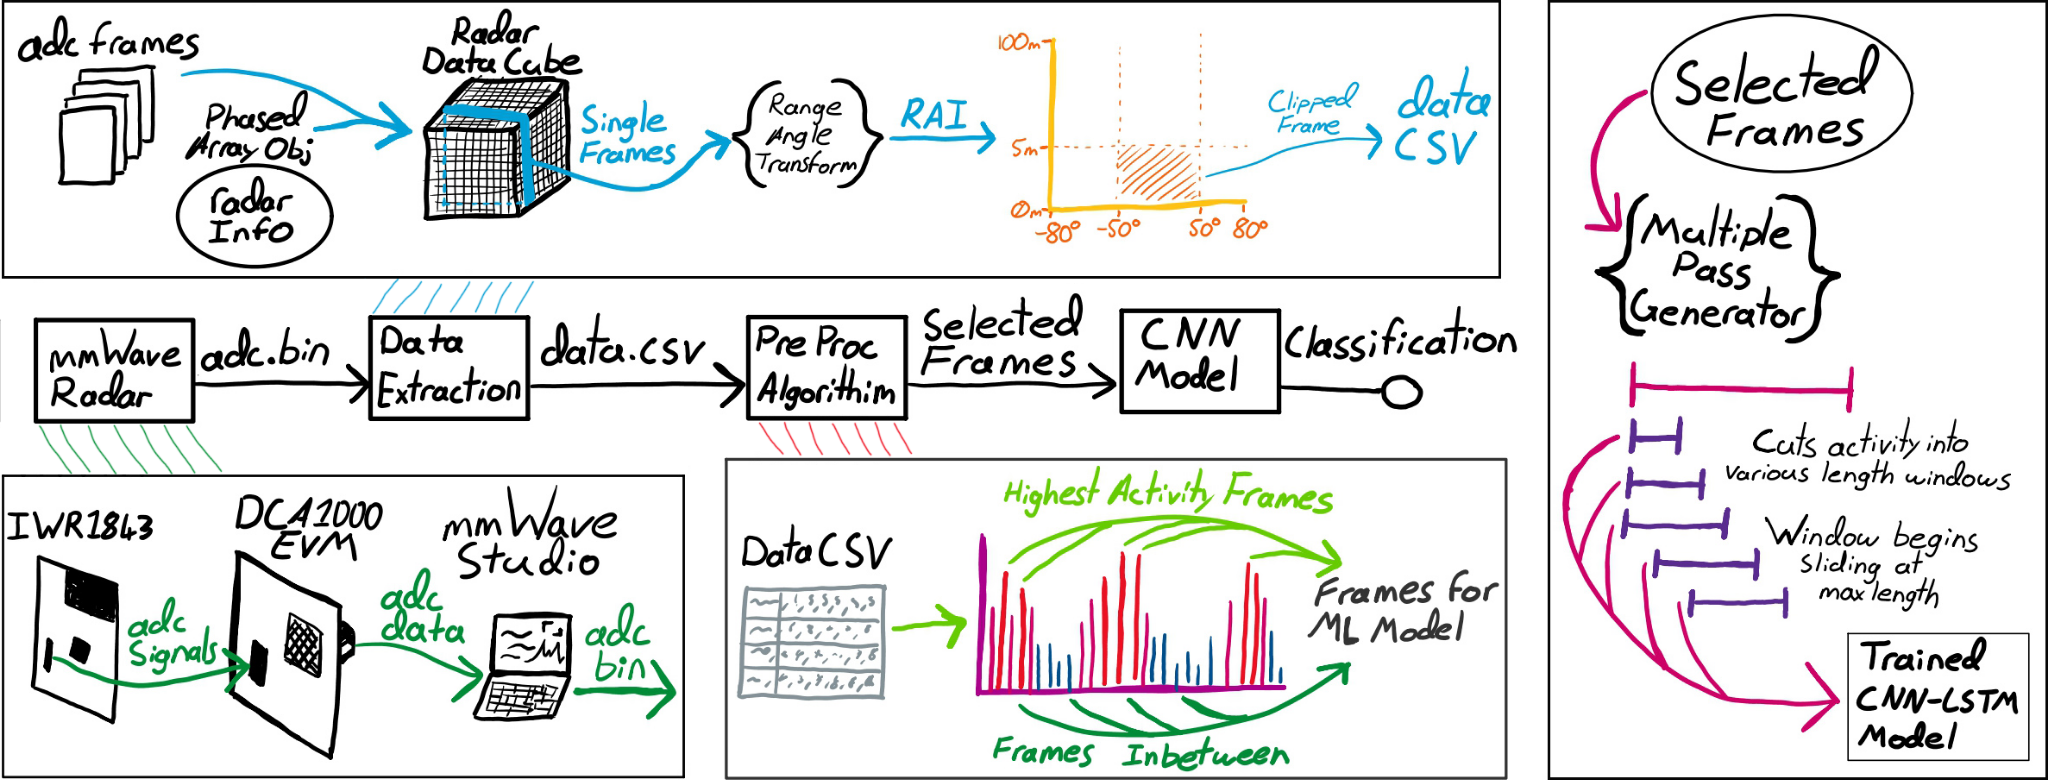 adc frames
Phased
Array Obj
radar
Info
Radar
Data Cube
Single
Frames
Range
Angle
Transform
RAI
100m
5m
0m
-80°
-50°
50°
80°
Clipped
Frame
data
CSV
mmWave
Radar
adc.bin
Data
Extraction
data.csv
Pre Proc
Algorithim
Selected
Frames
CNN
Model
Classification
IWR1843
adc
Signals
DCA1000
EVM
adc
data
mmWave
Studio
adc
bin
Data CSV
Highest Activity Frames
Frames for
ML Model
Frames Inbetween
Selected
Frames
Multiple
Pass
Generator
Cuts activity into
various length windows
Window begins
sliding at
max length
Trained
CNN-LSTM
Model